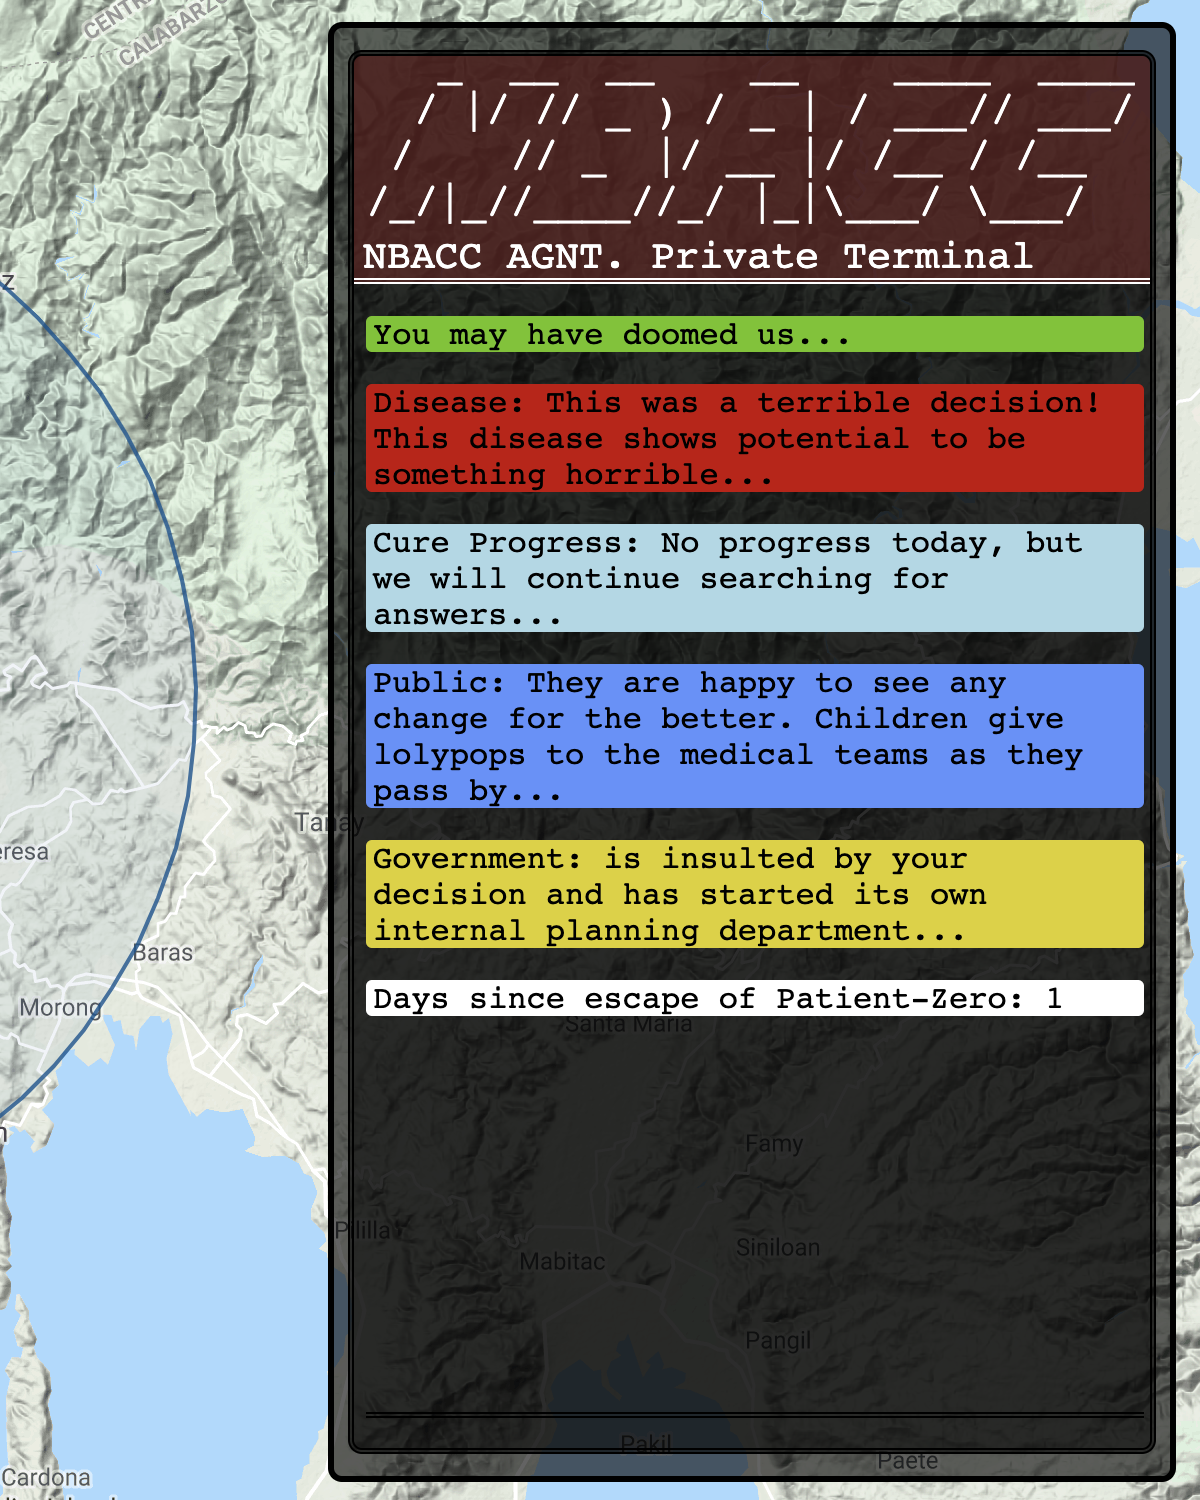 CENTR
CALABARZ
z
NBACC AGNT. Private Terminal
You may have doomed us...
Disease: This was a terrible decision!
This disease shows potential to be
something horrible...
Cure Progress: No progress today, but
we will continue searching for
answers...
Public: They are happy to see any
change for the better. Children give
lolypops to the medical teams as they
pass by...
Tanay
eresa
Government: is insulted by your
decision and has started its own
internal planning department...
Baras
Morong
Days since escape of Patient-Zero: 1
Santa Maria
Famy
Pililla
Siniloan
Mabitac
Pangil
Pakil
Paete
Cardona